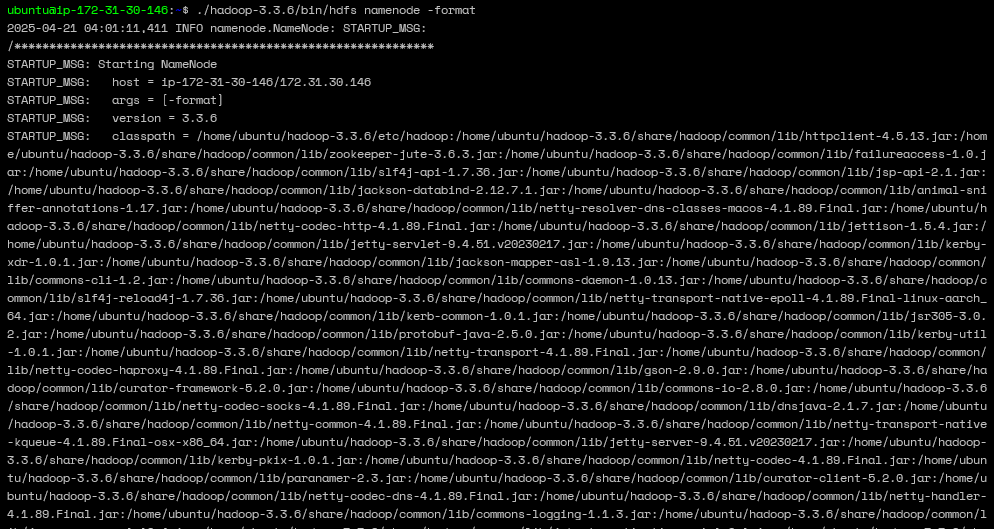 ubuntu@ip-172-31-30-146:~$ ./hadoop-3.3.6/bin/hdfs namenode -format
2025-04-21 04:01:11,411 INFO namenode.NameNode: STARTUP_MSG:
/************************************************************
STARTUP_MSG: Starting NameNode
STARTUP_MSG:   host = ip-172-31-30-146/172.31.30.146
STARTUP_MSG:   args = [-format]
STARTUP_MSG:   version = 3.3.6
STARTUP_MSG:   classpath = /home/ubuntu/hadoop-3.3.6/etc/hadoop:/home/ubuntu/hadoop-3.3.6/share/hadoop/common/lib/httpclient-4.5.13.jar:/hom
e/ubuntu/hadoop-3.3.6/share/hadoop/common/lib/zookeeper-jute-3.6.3.jar:/home/ubuntu/hadoop-3.3.6/share/hadoop/common/lib/failureaccess-1.0.j
ar:/home/ubuntu/hadoop-3.3.6/share/hadoop/common/lib/slf4j-api-1.7.36.jar:/home/ubuntu/hadoop-3.3.6/share/hadoop/common/lib/jsp-api-2.1.jar:
/home/ubuntu/hadoop-3.3.6/share/hadoop/common/lib/jackson-databind-2.12.7.1.jar:/home/ubuntu/hadoop-3.3.6/share/hadoop/common/lib/animal-sni
ffer-annotations-1.17.jar:/home/ubuntu/hadoop-3.3.6/share/hadoop/common/lib/netty-resolver-dns-classes-macos-4.1.89.Final.jar:/home/ubuntu/h
adoop-3.3.6/share/hadoop/common/lib/netty-codec-http-4.1.89.Final.jar:/home/ubuntu/hadoop-3.3.6/share/hadoop/common/lib/jettison-1.5.4.jar:/
home/ubuntu/hadoop-3.3.6/share/hadoop/common/lib/jetty-servlet-9.4.51.v20230217.jar:/home/ubuntu/hadoop-3.3.6/share/hadoop/common/lib/kerby-
xdr-1.0.1.jar:/home/ubuntu/hadoop-3.3.6/share/hadoop/common/lib/jackson-mapper-asl-1.9.13.jar:/home/ubuntu/hadoop-3.3.6/share/hadoop/common/
lib/commons-cli-1.2.jar:/home/ubuntu/hadoop-3.3.6/share/hadoop/common/lib/commons-daemon-1.0.13.jar:/home/ubuntu/hadoop-3.3.6/share/hadoop/c
ommon/lib/slf4j-reload4j-1.7.36.jar:/home/ubuntu/hadoop-3.3.6/share/hadoop/common/lib/netty-transport-native-epoll-4.1.89.Final-linux-aarch_
64.jar:/home/ubuntu/hadoop-3.3.6/share/hadoop/common/lib/kerb-common-1.0.1.jar:/home/ubuntu/hadoop-3.3.6/share/hadoop/common/lib/jsr305-3.0.
2.jar:/home/ubuntu/hadoop-3.3.6/share/hadoop/common/lib/protobuf-java-2.5.0.jar:/home/ubuntu/hadoop-3.3.6/share/hadoop/common/lib/kerby-util
-1.0.1.jar:/home/ubuntu/hadoop-3.3.6/share/hadoop/common/lib/netty-transport-4.1.89.Final.jar:/home/ubuntu/hadoop-3.3.6/share/hadoop/common/
lib/netty-codec-haproxy-4.1.89.Final.jar:/home/ubuntu/hadoop-3.3.6/share/hadoop/common/lib/gson-2.9.0.jar:/home/ubuntu/hadoop-3.3.6/share/ha
doop/common/lib/curator-framework-5.2.0.jar:/home/ubuntu/hadoop-3.3.6/share/hadoop/common/lib/commons-io-2.8.0.jar:/home/ubuntu/hadoop-3.3.6
/share/hadoop/common/lib/netty-codec-socks-4.1.89.Final.jar:/home/ubuntu/hadoop-3.3.6/share/hadoop/common/lib/dnsjava-2.1.7.jar:/home/ubuntu
/hadoop-3.3.6/share/hadoop/common/lib/netty-common-4.1.89.Final.jar:/home/ubuntu/hadoop-3.3.6/share/hadoop/common/lib/netty-transport-native
-kqueue-4.1.89.Final-osx-x86_64.jar:/home/ubuntu/hadoop-3.3.6/share/hadoop/common/lib/jetty-server-9.4.51.v20230217.jar:/home/ubuntu/hadoop-
3.3.6/share/hadoop/common/lib/kerby-pkix-1.0.1.jar:/home/ubuntu/hadoop-3.3.6/share/hadoop/common/lib/netty-codec-4.1.89.Final.jar:/home/ubun
tu/hadoop-3.3.6/share/hadoop/common/lib/paranamer-2.3.jar:/home/ubuntu/hadoop-3.3.6/share/hadoop/common/lib/curator-client-5.2.0.jar:/home/u
buntu/hadoop-3.3.6/share/hadoop/common/lib/netty-codec-dns-4.1.89.Final.jar:/home/ubuntu/hadoop-3.3.6/share/hadoop/common/lib/netty-handler-
4.1.89.Final.jar:/home/ubuntu/hadoop-3.3.6/share/hadoop/common/lib/commons-logging-1.1.3.jar:/home/ubuntu/hadoop-3.3.6/share/hadoop/common/l